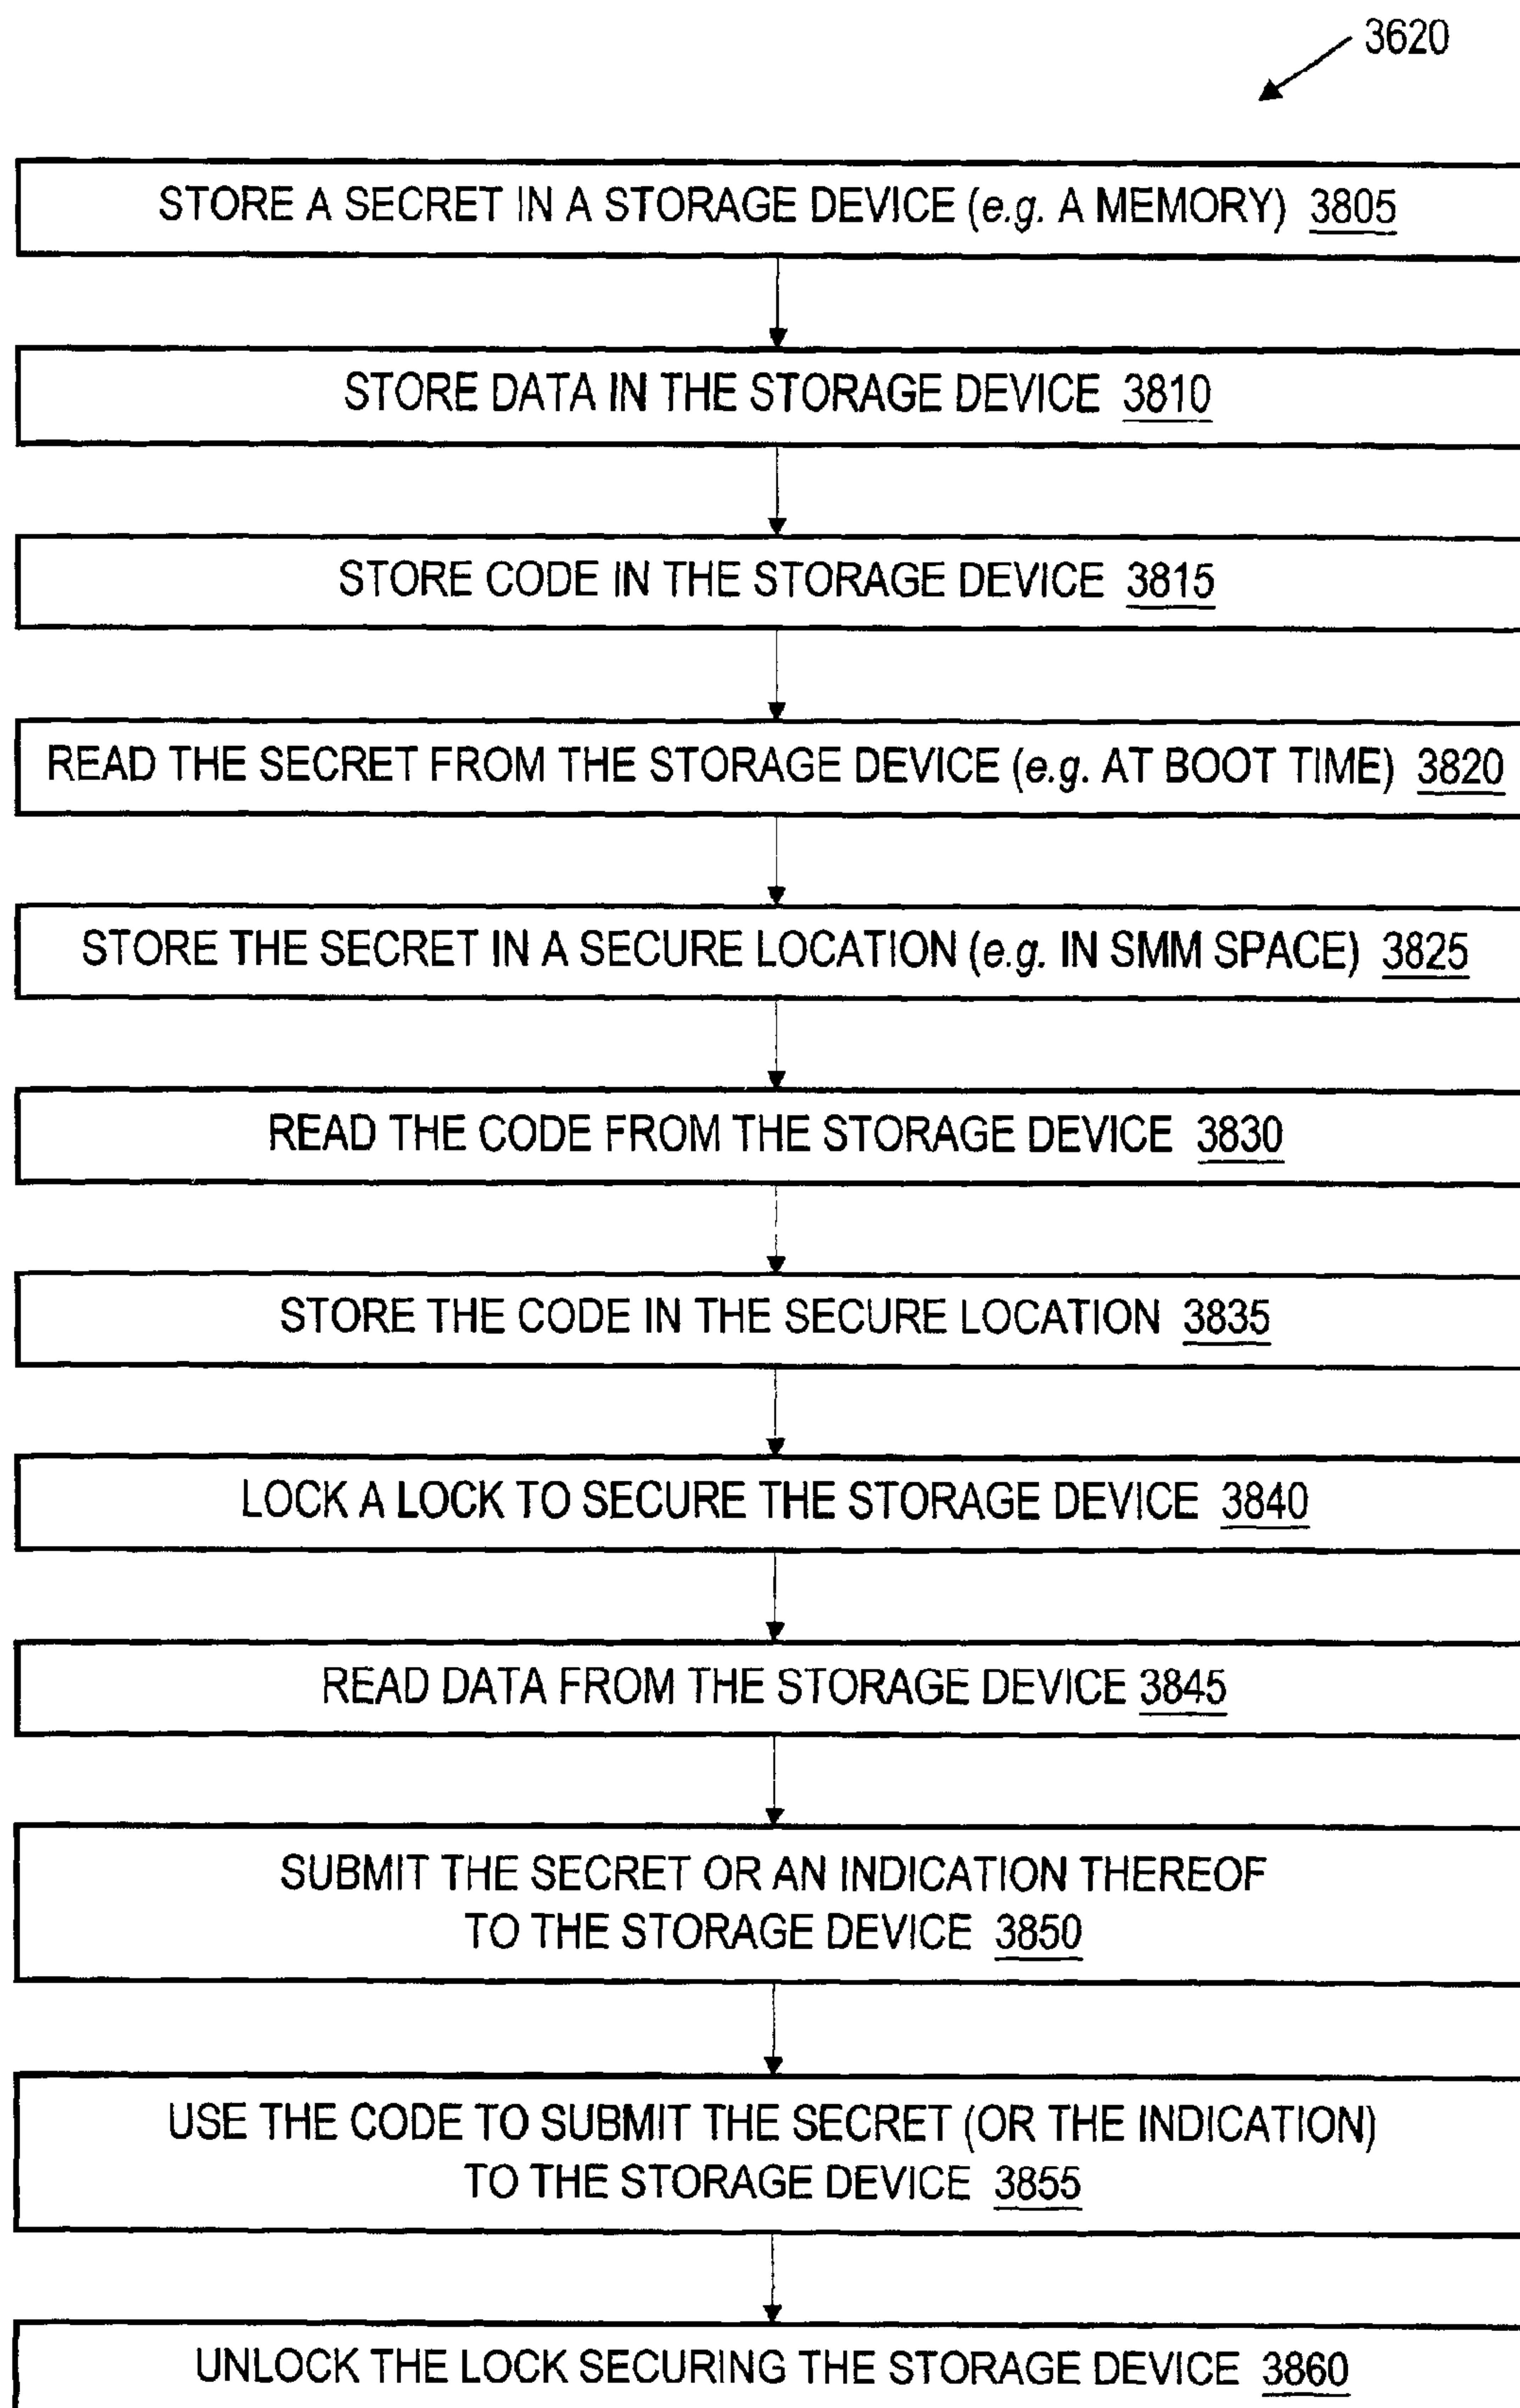 3620
STORE A SECRET IN A STORAGE DEVICE (e.g. A MEMORY) 3805
STORE DATA IN THE STORAGE DEVICE 3810
STORE CODE IN THE STORAGE DEVICE 3815
READ THE SECRET FROM THE STORAGE DEVICE (e.g. AT BOOT TIME) 3820
STORE THE SECRET IN A SECURE LOCATION (e.g. IN SMM SPACE) 3825
READ THE CODE FROM THE STORAGE DEVICE 3830
STORE THE CODE IN THE SECURE LOCATION 3835
LOCK A LOCK TO SECURE THE STORAGE DEVICE 3840
READ DATA FROM THE STORAGE DEVICE 3845
SUBMIT THE SECRET OR AN INDICATION THEREOF
TO THE STORAGE DEVICE 3850
USE THE CODE TO SUBMIT THE SECRET (OR THE INDICATION)
TO THE STORAGE DEVICE 3855
UNLOCK THE LOCK SECURING THE STORAGE DEVICE 3860